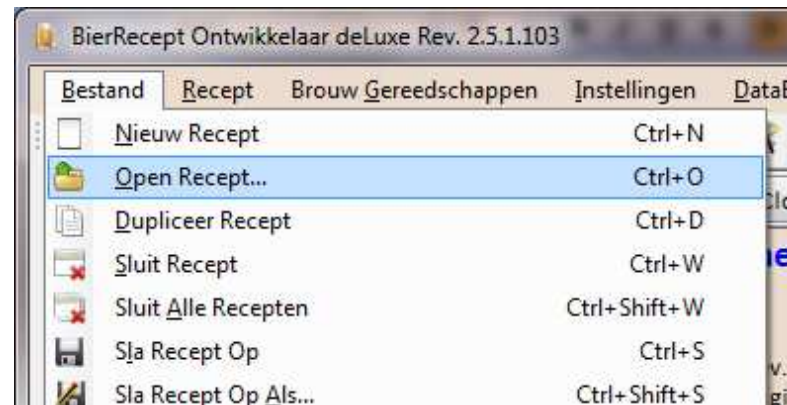 BierRecept Ontwikkelaar deLuxe Rev. 2.5.1.103
Bestand Recept Brouw Gereedschappen Instellingen
Nieuw Recept Ctrl+N
Open Recept... Ctrl+O
Dupliceer Recept Ctrl+D
Sluit Recept Ctrl+W
Sluit Alle Recepten Ctrl+Shift+W
Sla Recept Op Ctrl+S
Sla Recept Op Als... Ctrl+Shift+S